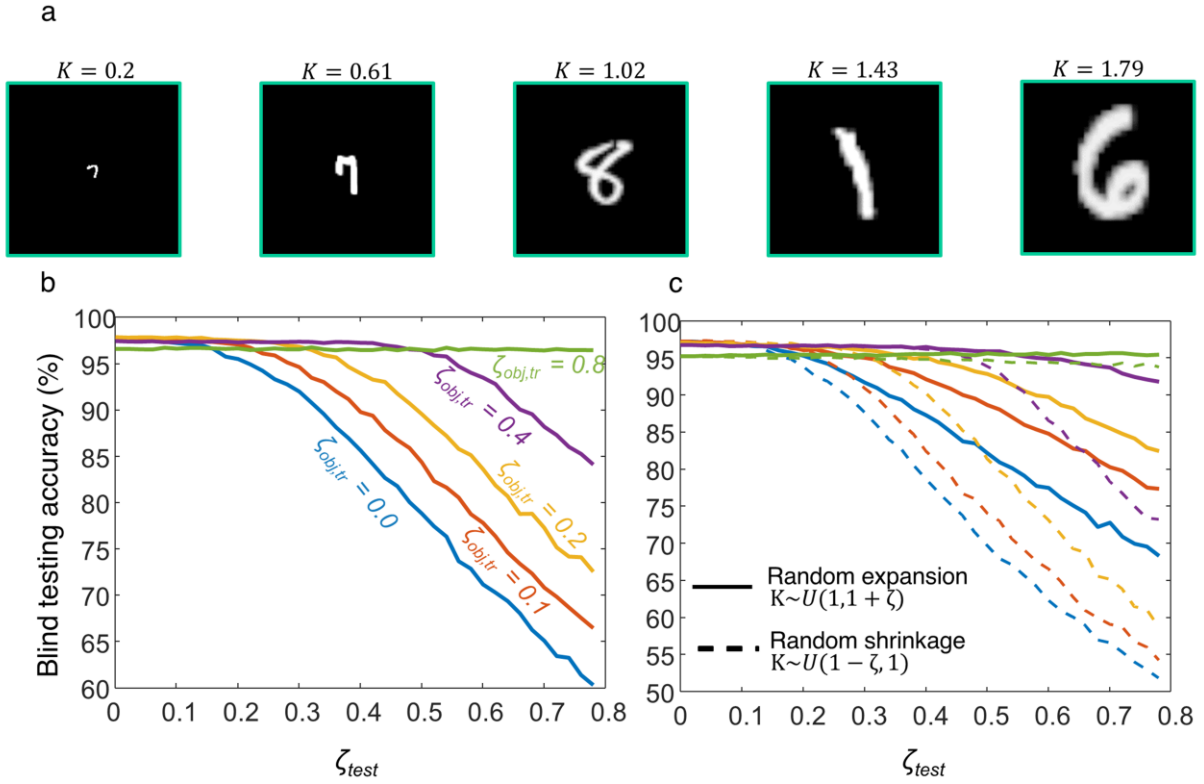 a
K = 0.2
K = 0.61
K = 1.02
K = 1.43
K = 1.79
b
100
95
90
85
80
75
70
65
60
0
0.1
0.2
0.3
0.4
0.5
0.6
0.7
0.8
Blind testing accuracy (%)
ζtest
ζobj,tr = 0.8
ζobj,tr = 0.4
ζobj,tr = 0.2
ζobj,tr = 0.1
ζobj,tr = 0.0
c
100
95
90
85
80
75
70
65
60
55
50
0
0.1
0.2
0.3
0.4
0.5
0.6
0.7
0.8
Random expansion
K~U(1,1 + ζ)
Random shrinkage
K~U(1 − ζ, 1)
ζtest